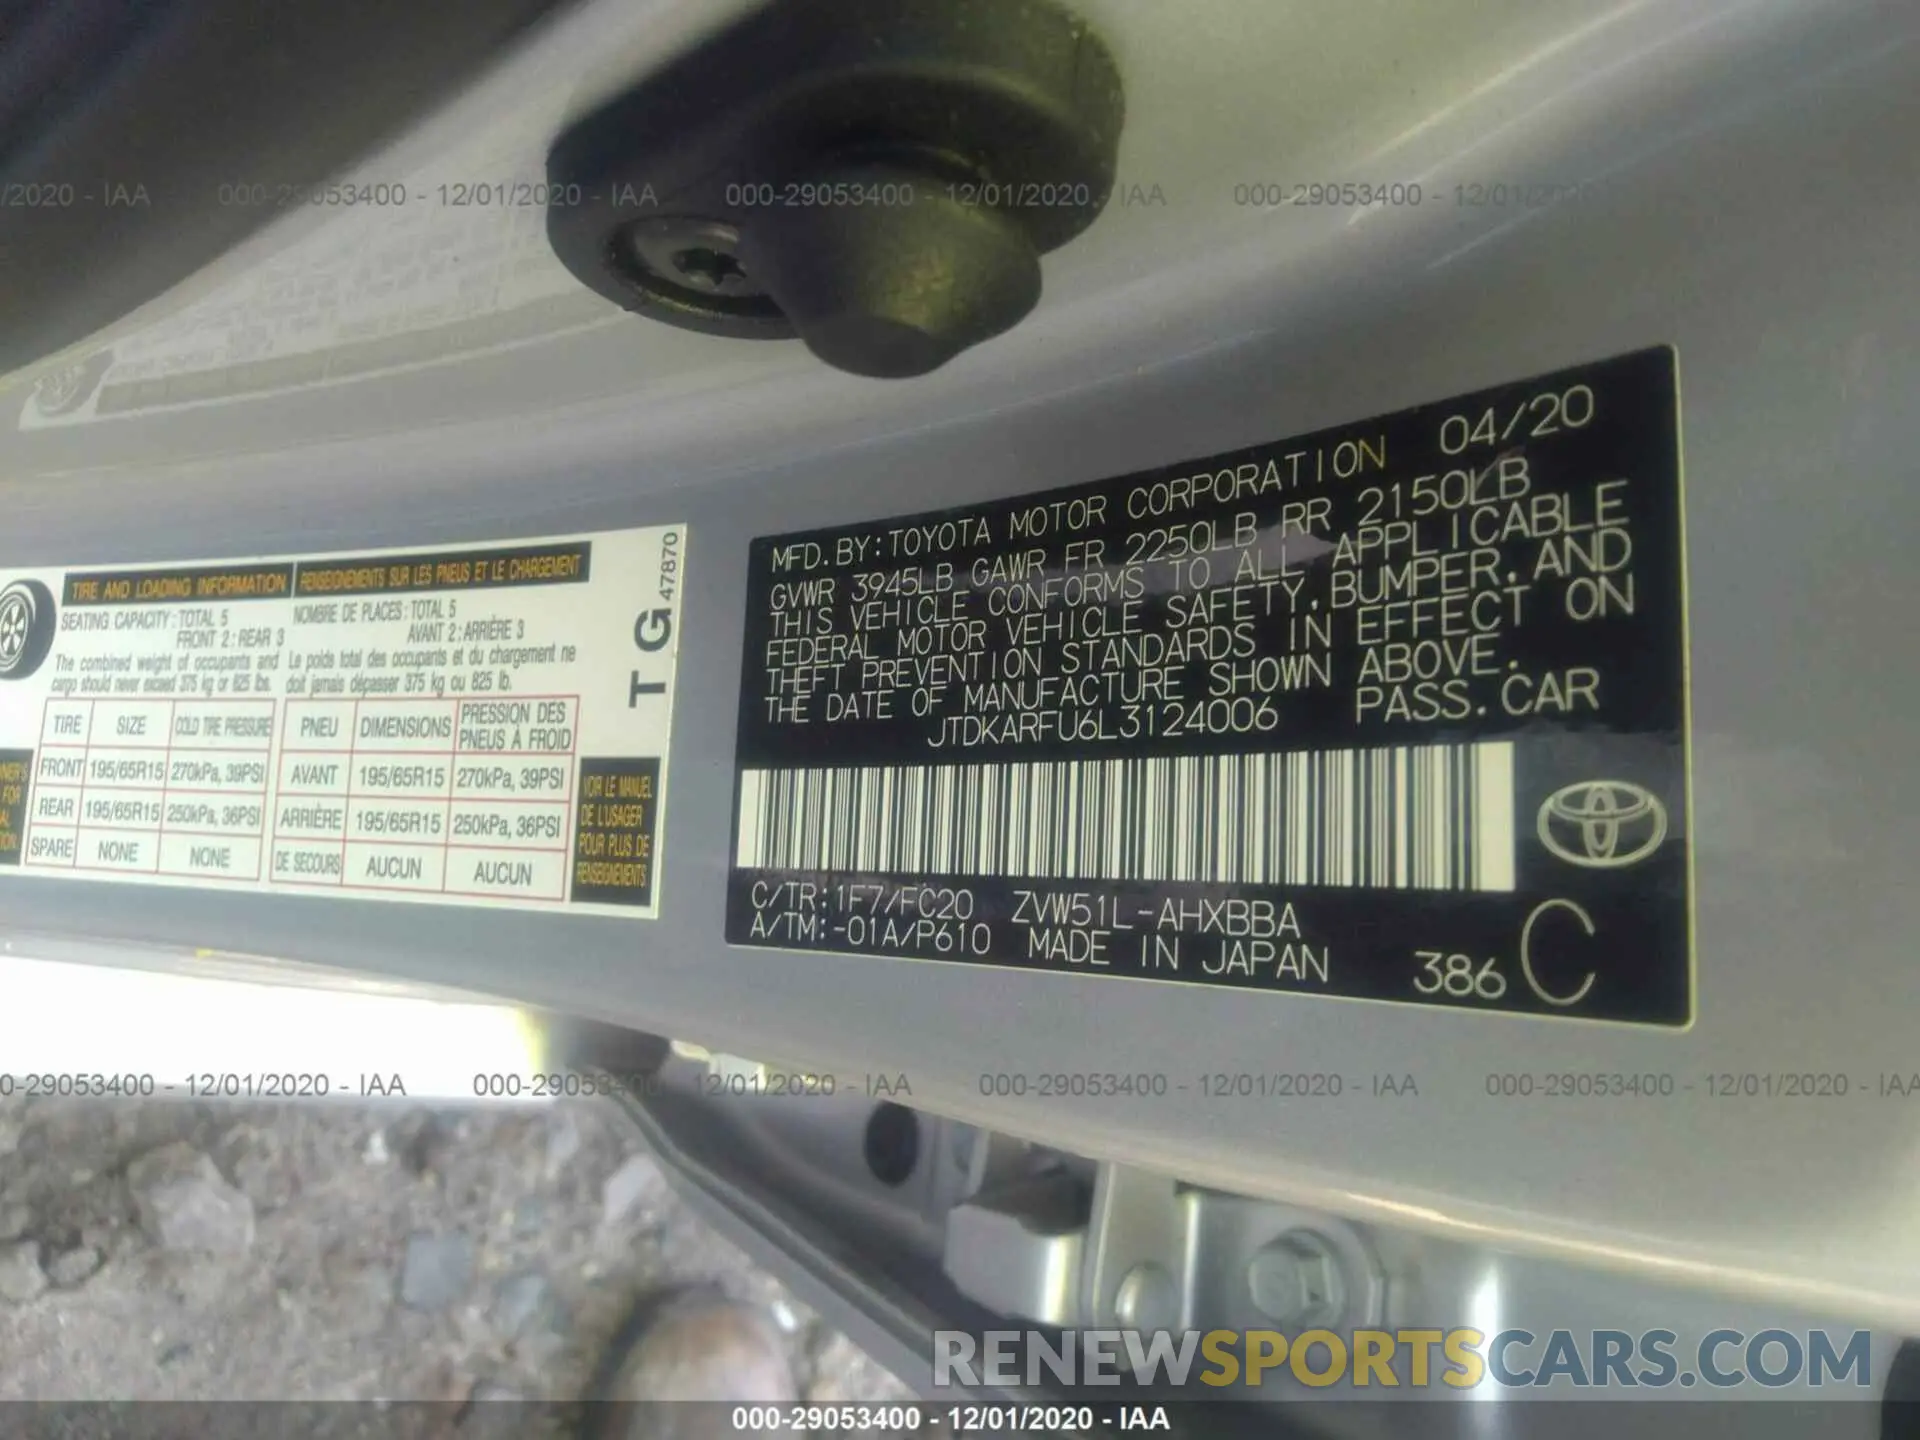 /2020 - IAA 000-29053400 - 12/01/2020 - IAA 000-29053400 - 12/01/2020 - IAA 000-29053400 - 12/01/2020
MFD.BY:TOYOTA MOTOR CORPORATION 04/20
GVWR 3945LB GAWR FR 2250LB RR 2150LB
THIS VEHICLE CONFORMS TO ALL APPLICABLE
FEDERAL MOTOR VEHICLE SAFETY, BUMPER, AND
THEFT PREVENTION STANDARDS IN EFFECT ON
THE DATE OF MANUFACTURE SHOWN ABOVE.
JTDKARFU6L3124006 PASS.CAR
C/TR:1F7/FC20 ZVW51L-AHXBBA
A/TM:-01A/P610 MADE IN JAPAN
386 C
TIRE AND LOADING INFORMATION RENSEIGNEMENTS SUR LES PNEUS ET LE CHARGEMENT
SEATING CAPACITY: TOTAL 5 NOMBRE DE PLACES: TOTAL 5
FRONT 2: REAR 3 AVANT 2: ARRIÈRE 3
The combined weight of occupants and Le poids total des occupants et du chargement ne
cargo should never exceed 375 kg or 825 lbs. doit jamais dépasser 375 kg ou 825 lb.
TIRE SIZE COLD TIRE PRESSURE PNEU DIMENSIONS PRESSION DES PNEUS À FROID
FRONT 195/65R15 270kPa, 39PSI AVANT 195/65R15 270kPa, 39PSI
REAR 195/65R15 250kPa, 36PSI ARRIÈRE 195/65R15 250kPa, 36PSI
SPARE NONE NONE DE SECOURS AUCUN AUCUN
VOIR LE MANUEL
DE L'USAGER
POUR PLUS DE
RENSEIGNEMENTS
TG 47870
0-29053400 - 12/01/2020 - IAA 000-29053400 - 12/01/2020 - IAA 000-29053400 - 12/01/2020 - IAA 000-29053400 - 12/01/2020 - IAA
RENEWSPORTSCARS.COM
000-29053400 - 12/01/2020 - IAA